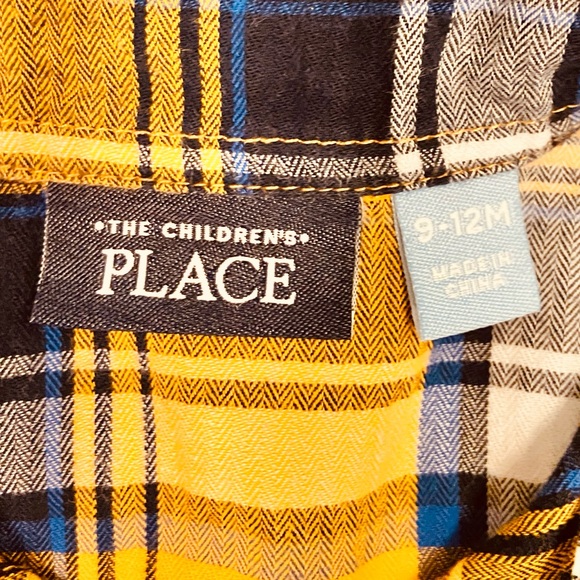 •THE CHILDREN'S•
PLACE
9-12M
MADE IN
CHINA